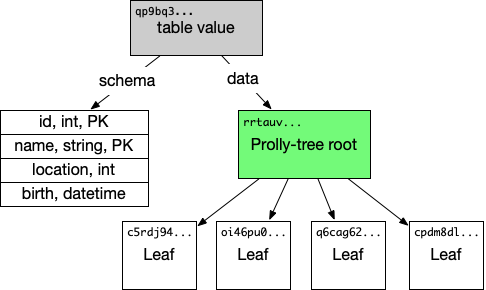 qp9bq3...
table value
schema
data
id, int, PK
name, string, PK
location, int
birth, datetime
rrtauv...
Prolly-tree root
c5rdj94...
Leaf
oi46pu0...
Leaf
q6cag62...
Leaf
cpdm8dl...
Leaf